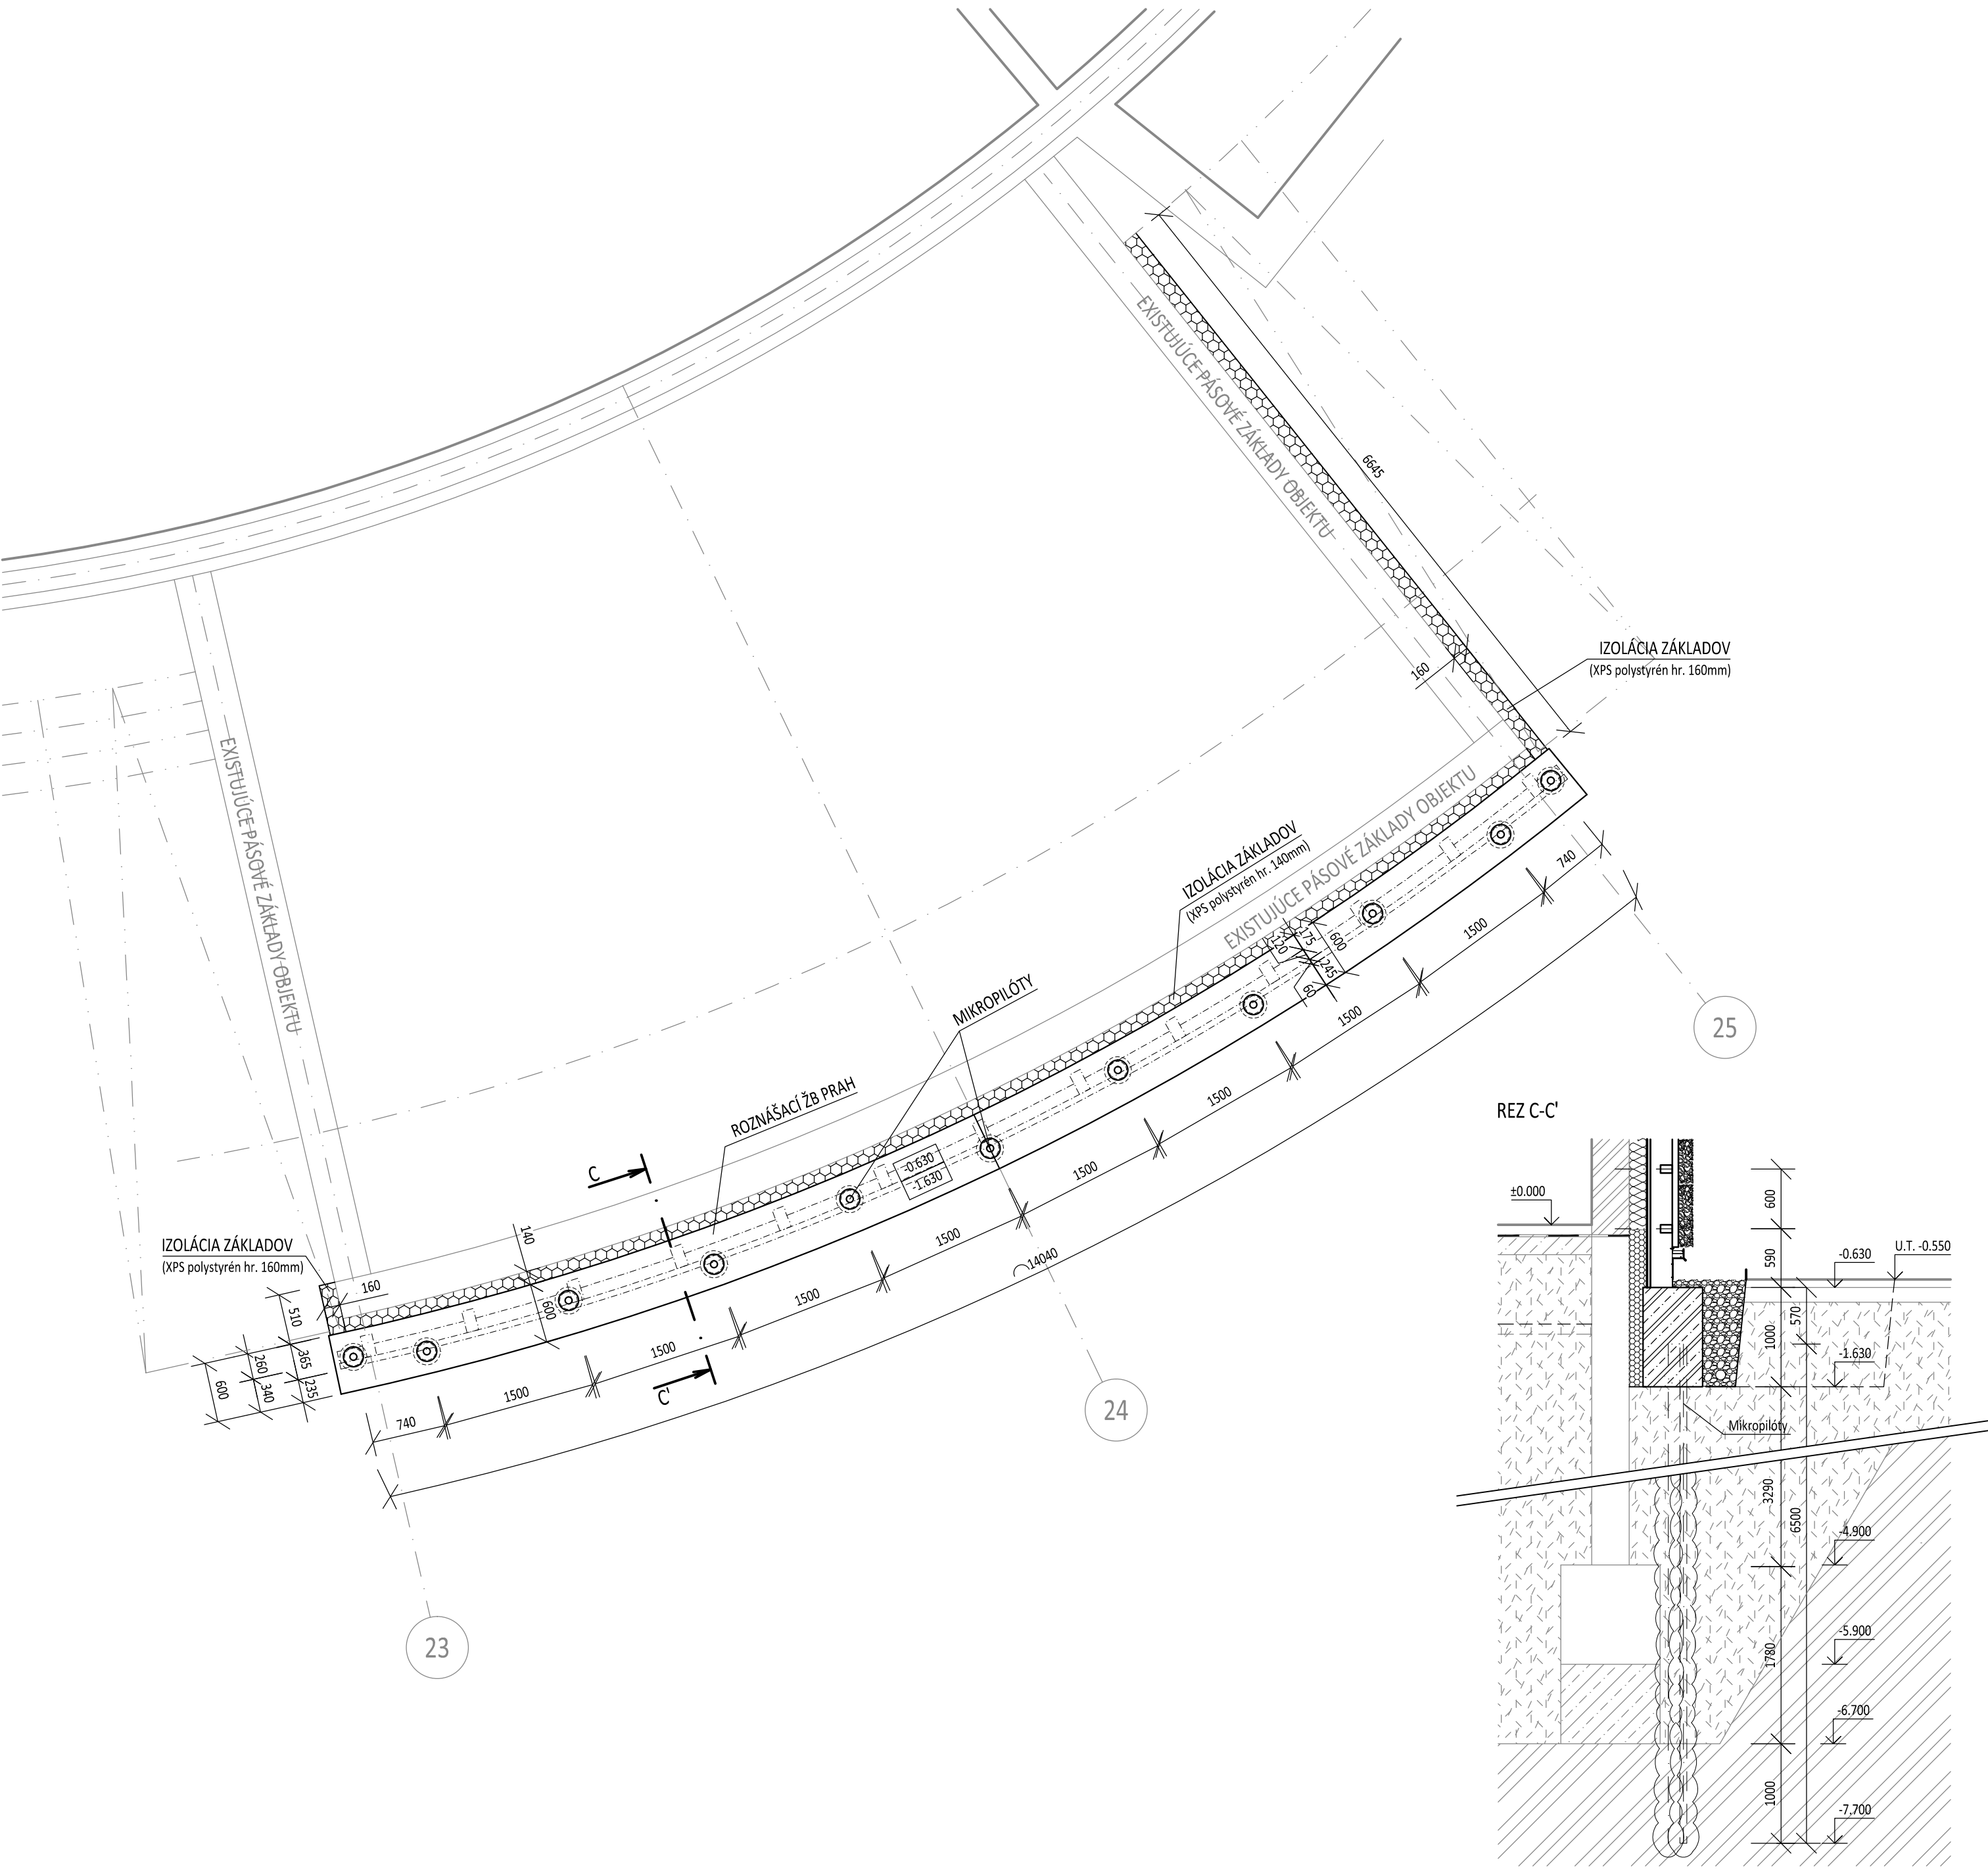 EXISTUJÚCE PÁSOVÉ ZÁKLADY OBJEKTU
6645
160
IZOLÁCIA ZÁKLADOV
(XPS polystyrén hr. 160mm)
EXISTUJÚCE PÁSOVÉ ZÁKLADY OBJEKTU
EXISTUJÚCE PÁSOVÉ ZÁKLADY OBJEKTU
IZOLÁCIA ZÁKLADOV
(XPS polystyrén hr. 140mm)
120
175
600
245
60
740
1500
1500
1500
1500
1500
1500
1500
1500
740
14040
MIKROPILÓTY
ROZNÁŠACÍ ŽB PRAH
-0.630
-1.630
C
C'
140
600
IZOLÁCIA ZÁKLADOV
(XPS polystyrén hr. 160mm)
160
510
365
235
260
340
600
23
24
25
REZ C-C'
±0.000
600
590
-0.630
U.T. -0.550
570
1000
-1.630
Mikropilóty
3290
6500
-4.900
-5.900
1780
-6.700
1000
-7.700